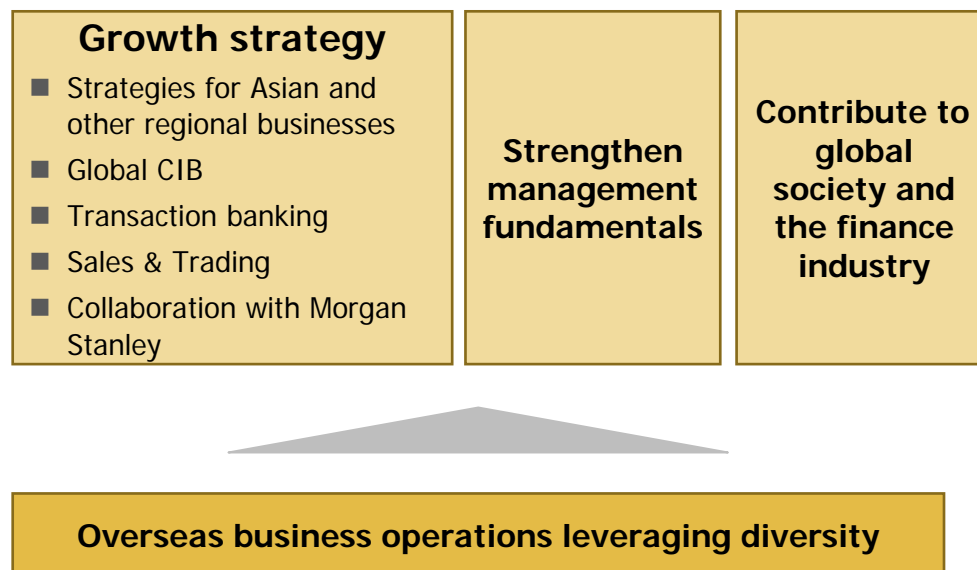 Growth strategy
Strategies for Asian and
other regional businesses
Global CIB
Transaction banking
Sales & Trading
Collaboration with Morgan
Stanley
Strengthen
management
fundamentals
Contribute to
global
society and
the finance
industry
Overseas business operations leveraging diversity